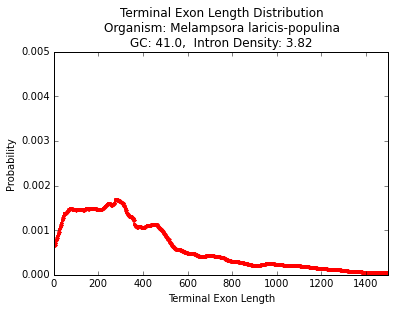 Terminal Exon Length Distribution
Organism: Melampsora laricis-populina
GC: 41.0,  Intron Density: 3.82
0.005
0.004
0.003
0.002
0.001
0.000
Probability
0 200 400 600 800 1000 1200 1400
Terminal Exon Length